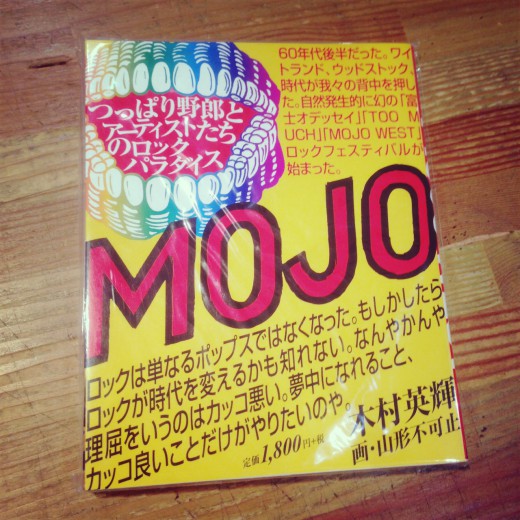 60年代後半だった。ワイ
トランド、ウッドストック、
時代が我々の背中を押し
た。自然発生的に幻の「富
士オデッセイ」「TOO M
UCH」「MOJO WEST」
ロックフェスティバルが
始まった。
つっぱり野郎と
アーティストたち
のロック
パラダイス
MOJO
ロックは単なるポップスではなくなった。もしかしたら
ロックが時代を変えるかも知れない。なんやかんや
理屈をいうのはカッコ悪い。夢中になれること、
カッコ良いことだけがやりたいのや。
木村英輝
画・山形不可止
定価1,800円+税